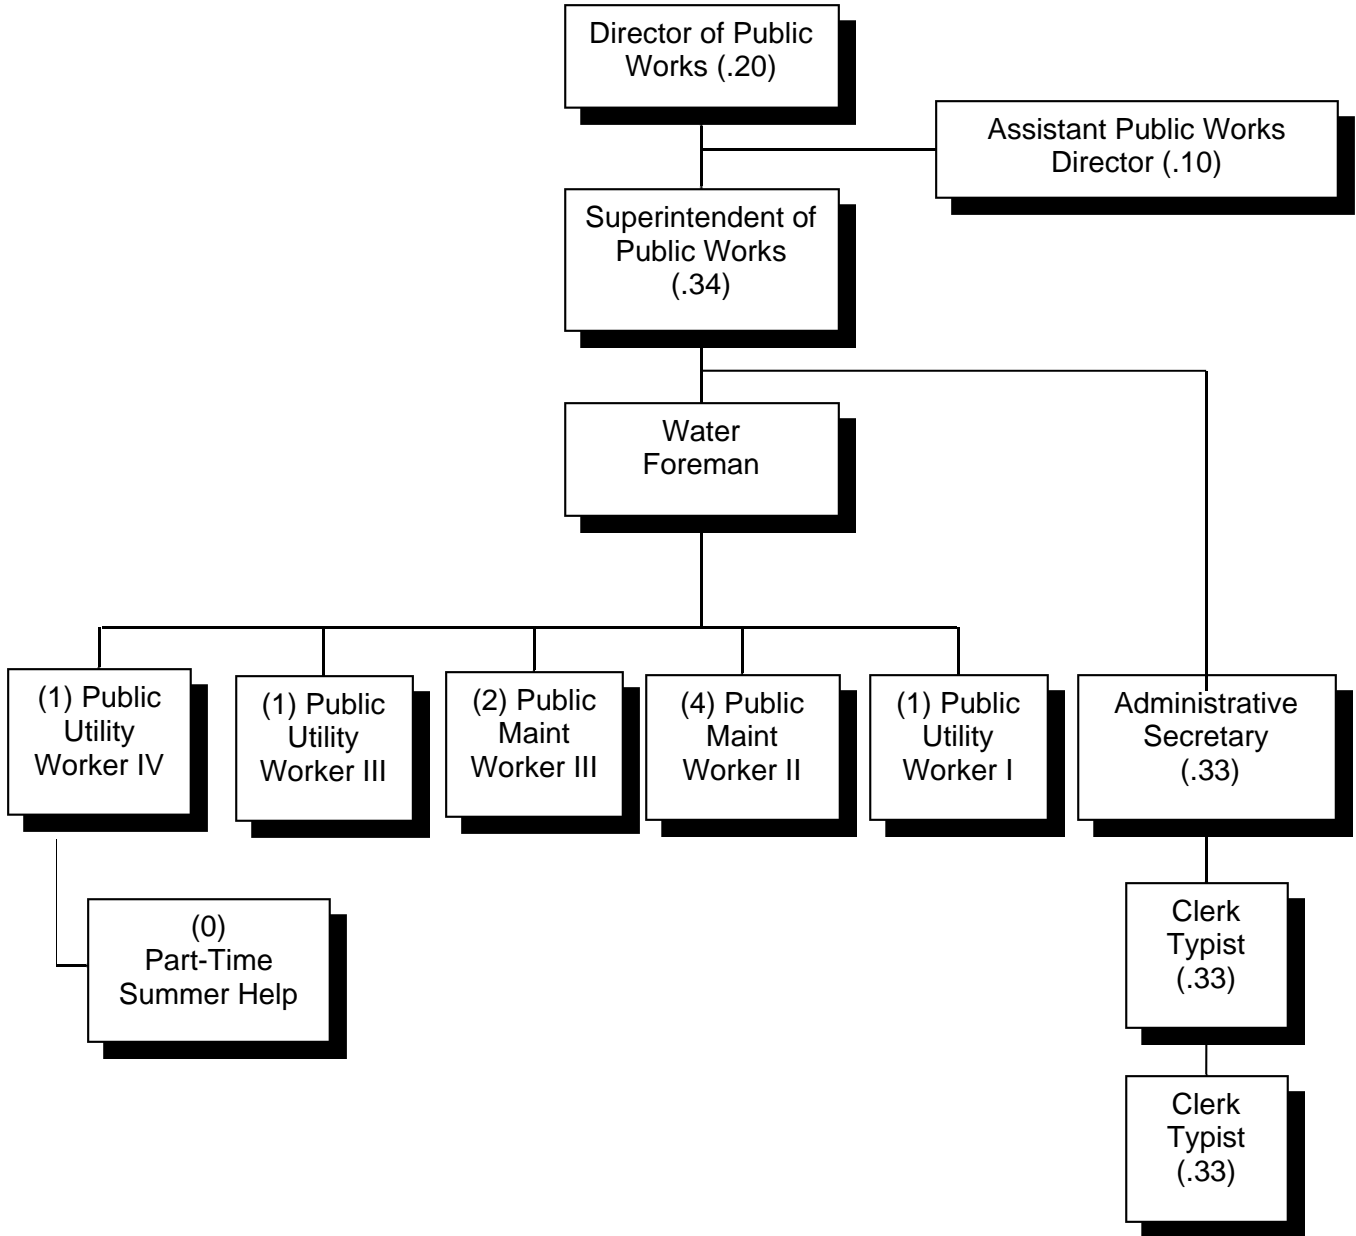 Director of Public
Works (.20)
Assistant Public Works
Director (.10)
Superintendent of
Public Works
(.34)
Water
Foreman
(1) Public
Utility
Worker IV
(1) Public
Utility
Worker III
(2) Public
Maint
Worker III
(4) Public
Maint
Worker II
(1) Public
Utility
Worker I
Administrative
Secretary
(.33)
(0)
Part-Time
Summer Help
Clerk
Typist
(.33)
Clerk
Typist
(.33)